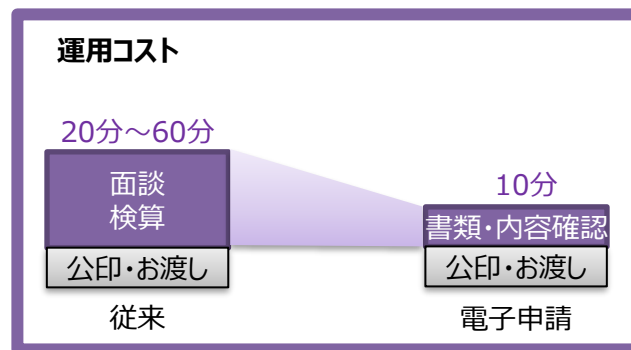 運用コスト
20分～60分
面談
検算
公印・お渡し
従来
10分
書類・内容確認
公印・お渡し
電子申請